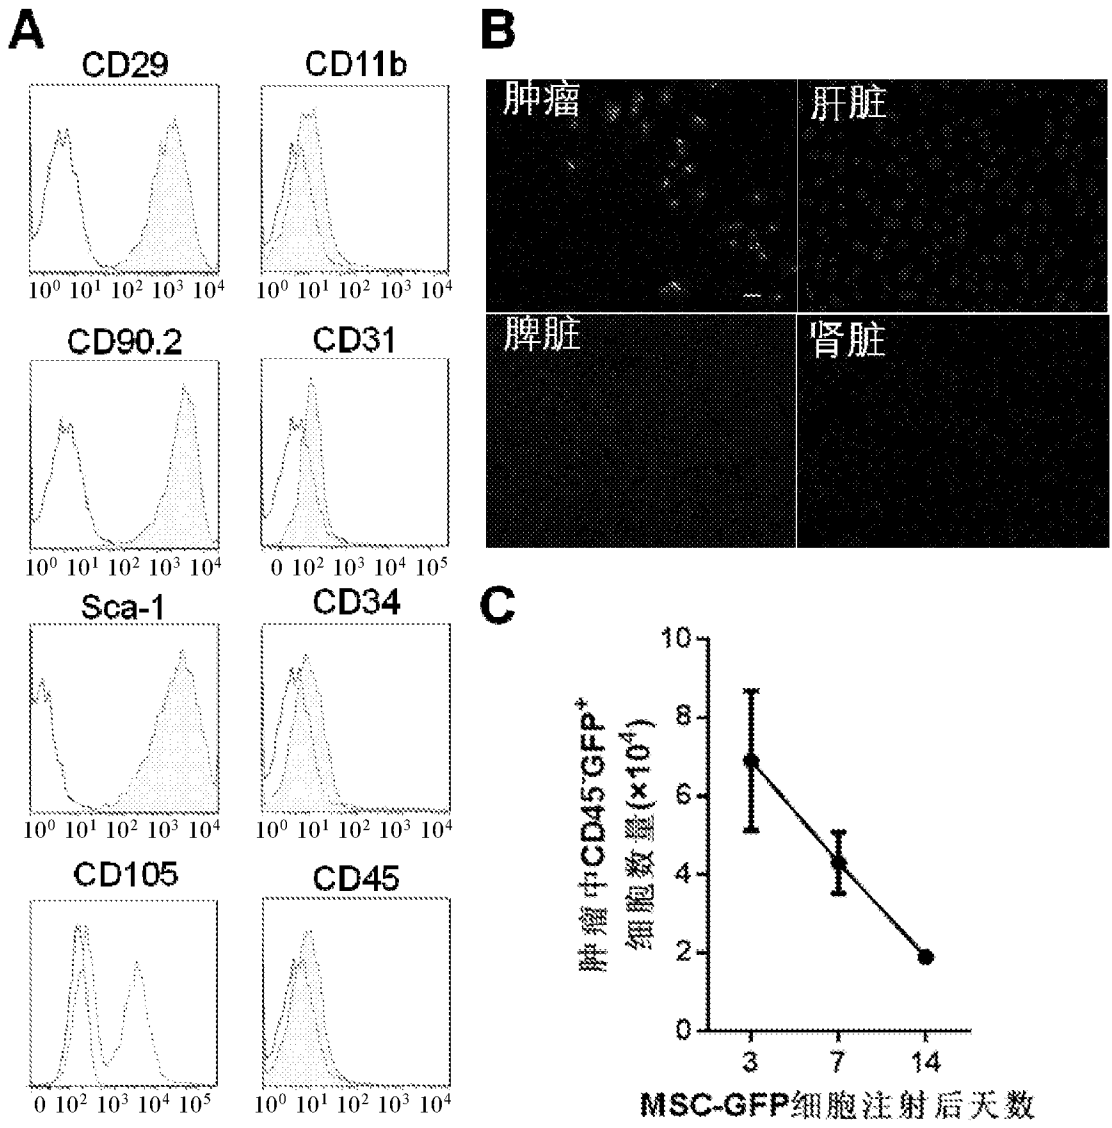 A
CD29
10⁰ 10¹ 10² 10³ 10⁴
CD11b
10⁰ 10¹ 10² 10³ 10⁴
CD90.2
10⁰ 10¹ 10² 10³ 10⁴
CD31
0 10² 10³ 10⁴ 10⁵
Sca-1
10⁰ 10¹ 10² 10³ 10⁴
CD34
10⁰ 10¹ 10² 10³ 10⁴
CD105
0 10² 10³ 10⁴ 10⁵
CD45
10⁰ 10¹ 10² 10³ 10⁴
B
肿瘤
肝脏
脾脏
肾脏
C
肿瘤中CD45⁻GFP⁺
细胞数量(×10⁴)
10
8
6
4
2
0
3 7 14
MSC-GFP细胞注射后天数